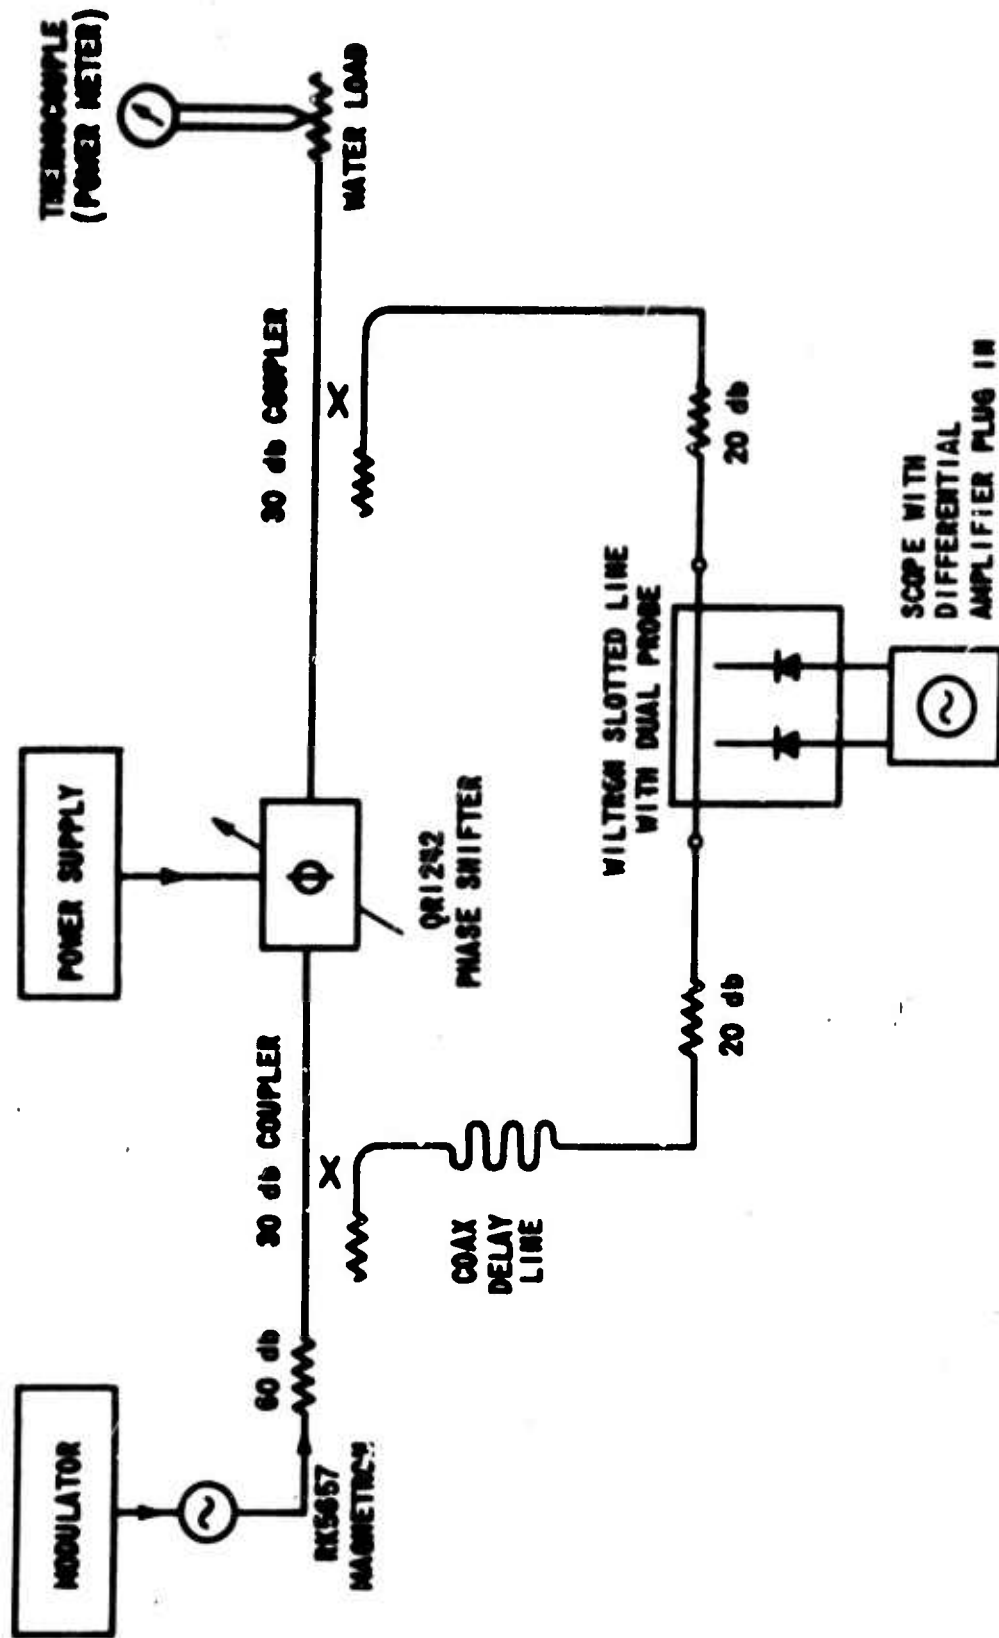 MODULATOR
RK5657
MAGNETRON
60 db
30 db COUPLER
X
COAX
DELAY
LINE
20 db
POWER SUPPLY
QR1242
PHASE SHIFTER
WILTRON SLOTTED LINE
WITH DUAL PROBE
SCOPE WITH
DIFFERENTIAL
AMPLIFIER PLUG IN
30 db COUPLER
X
20 db
THERMOCOUPLE
(POWER METER)
WATER LOAD